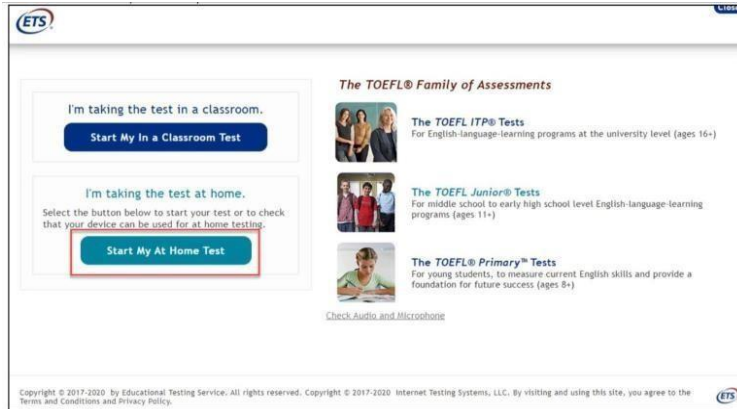 Close
ETS
I'm taking the test in a classroom.
Start My In a Classroom Test
I'm taking the test at home.
Select the button below to start your test or to check
that your device can be used for at home testing.
Start My At Home Test
The TOEFL® Family of Assessments
The TOEFL ITP® Tests
For English-language-learning programs at the university level (ages 16+)
The TOEFL Junior® Tests
For middle school to early high school level English-language-learning
programs (ages 11+)
The TOEFL® Primary™ Tests
For young students, to measure current English skills and provide a
foundation for future success (ages 8+)
Check Audio and Microphone
Copyright © 2017-2020 by Educational Testing Service. All rights reserved. Copyright © 2017-2020 Internet Testing Systems, LLC. By visiting and using this site, you agree to the
Terms and Conditions and Privacy Policy.
ETS